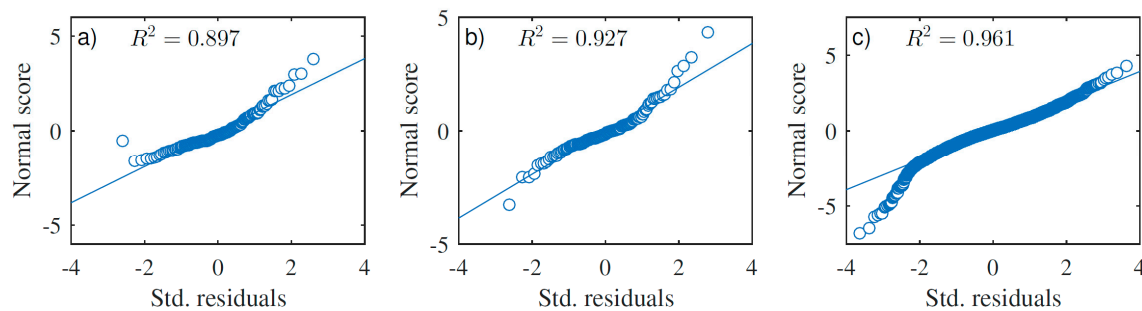 a) R² = 0.897
5
0
-5
Normal score
-4 -2 0 2 4
Std. residuals
b) R² = 0.927
5
0
-5
Normal score
-4 -2 0 2 4
Std. residuals
c) R² = 0.961
5
0
-5
Normal score
-4 -2 0 2 4
Std. residuals